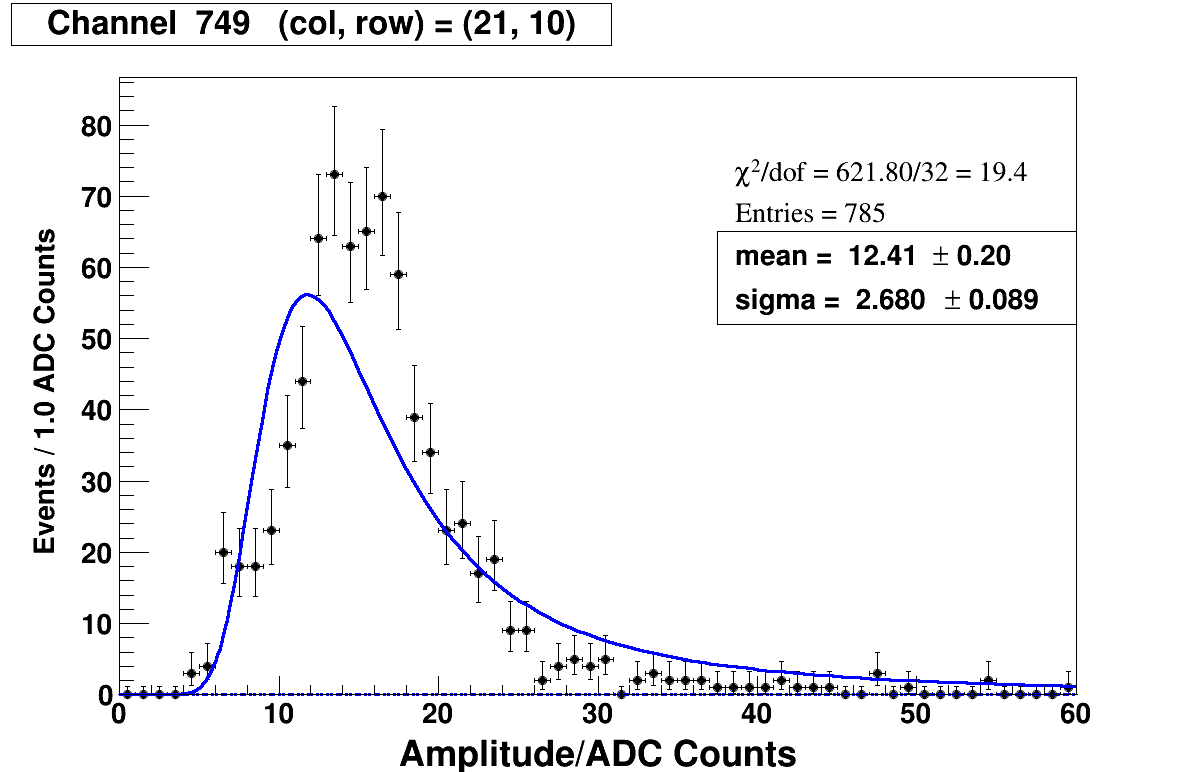 Channel 749 (col, row) = (21, 10)
χ²/dof = 621.80/32 = 19.4
Entries = 785
mean = 12.41 ± 0.20
sigma = 2.680 ± 0.089
Events / 1.0 ADC Counts
80
70
60
50
40
30
20
10
0
0 10 20 30 40 50 60
Amplitude/ADC Counts